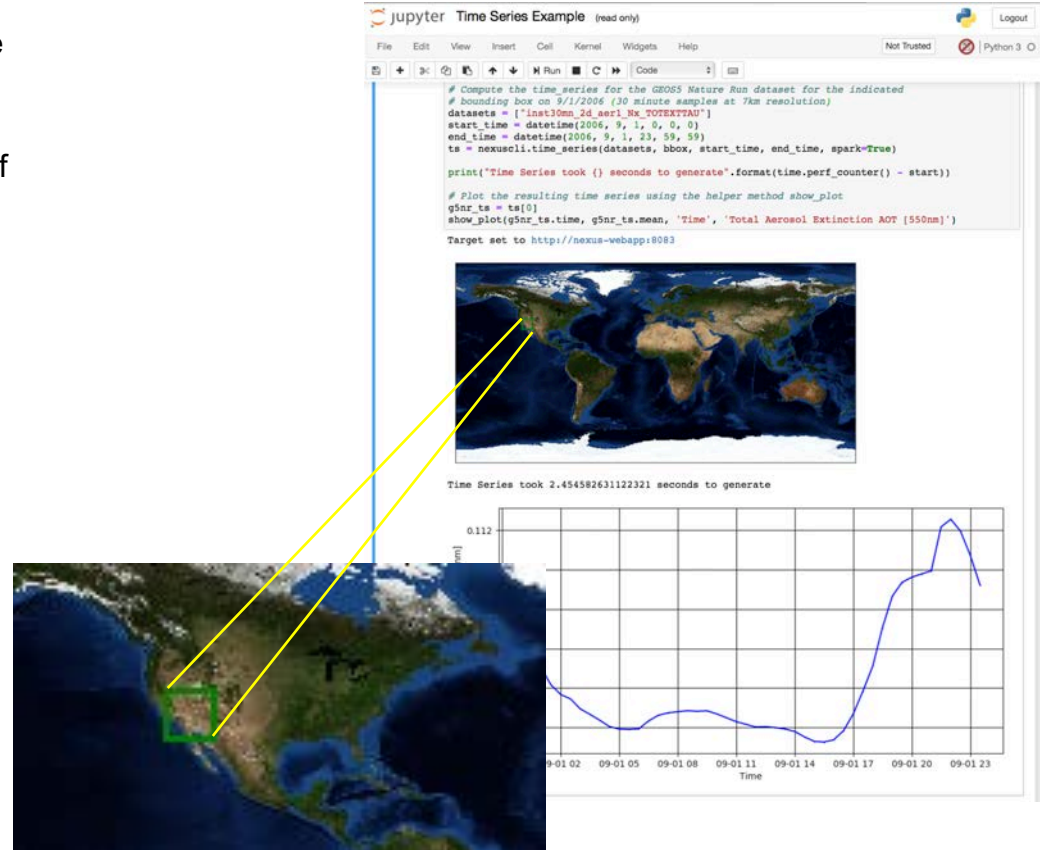 e
f
jupyter Time Series Example (read only)
Logout
File Edit View Insert Cell Kernel Widgets Help
Not Trusted
Python 3
Run
Code
# Compute the time_series for the GEOS5 Nature Run dataset for the indicated
# bounding box on 9/1/2006 (30 minute samples at 7km resolution)
datasets = ["inst30mn_2d_aer1_Nx_TOTEXTTAU"]
start_time = datetime(2006, 9, 1, 0, 0, 0)
end_time = datetime(2006, 9, 1, 23, 59, 59)
ts = nexuscli.time_series(datasets, bbox, start_time, end_time, spark=True)
print("Time Series took {} seconds to generate".format(time.perf_counter() - start))
# Plot the resulting time series using the helper method show_plot
g5nr_ts = ts[0]
show_plot(g5nr_ts.time, g5nr_ts.mean, 'Time', 'Total Aerosol Extinction AOT [550nm]')
Target set to http://nexus-webapp:8083
Time Series took 2.454582631122321 seconds to generate
0.112
nm]
01 02 09-01 05 09-01 08 09-01 11 09-01 14 09-01 17 09-01 20 09-01 23
Time